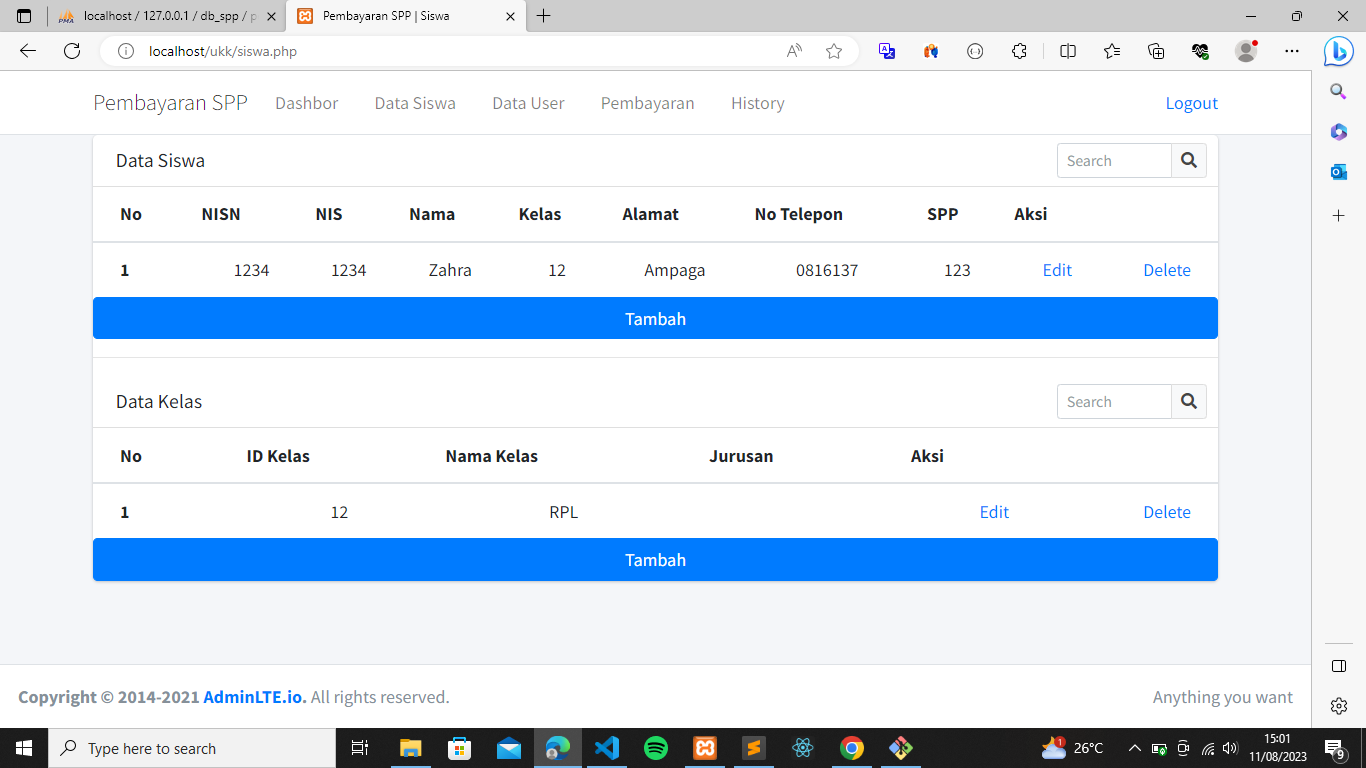 localhost / 127.0.0.1 / db_spp / p
Pembayaran SPP | Siswa
localhost/ukk/siswa.php
Pembayaran SPP Dashbor Data Siswa Data User Pembayaran History Logout
Data Siswa Search
No NISN NIS Nama Kelas Alamat No Telepon SPP Aksi
1 1234 1234 Zahra 12 Ampaga 0816137 123 Edit Delete
Tambah
Data Kelas Search
No ID Kelas Nama Kelas Jurusan Aksi
1 12 RPL Edit Delete
Tambah
Copyright © 2014-2021 AdminLTE.io. All rights reserved. Anything you want
Type here to search
1 26°C
15:01
11/08/2023
9